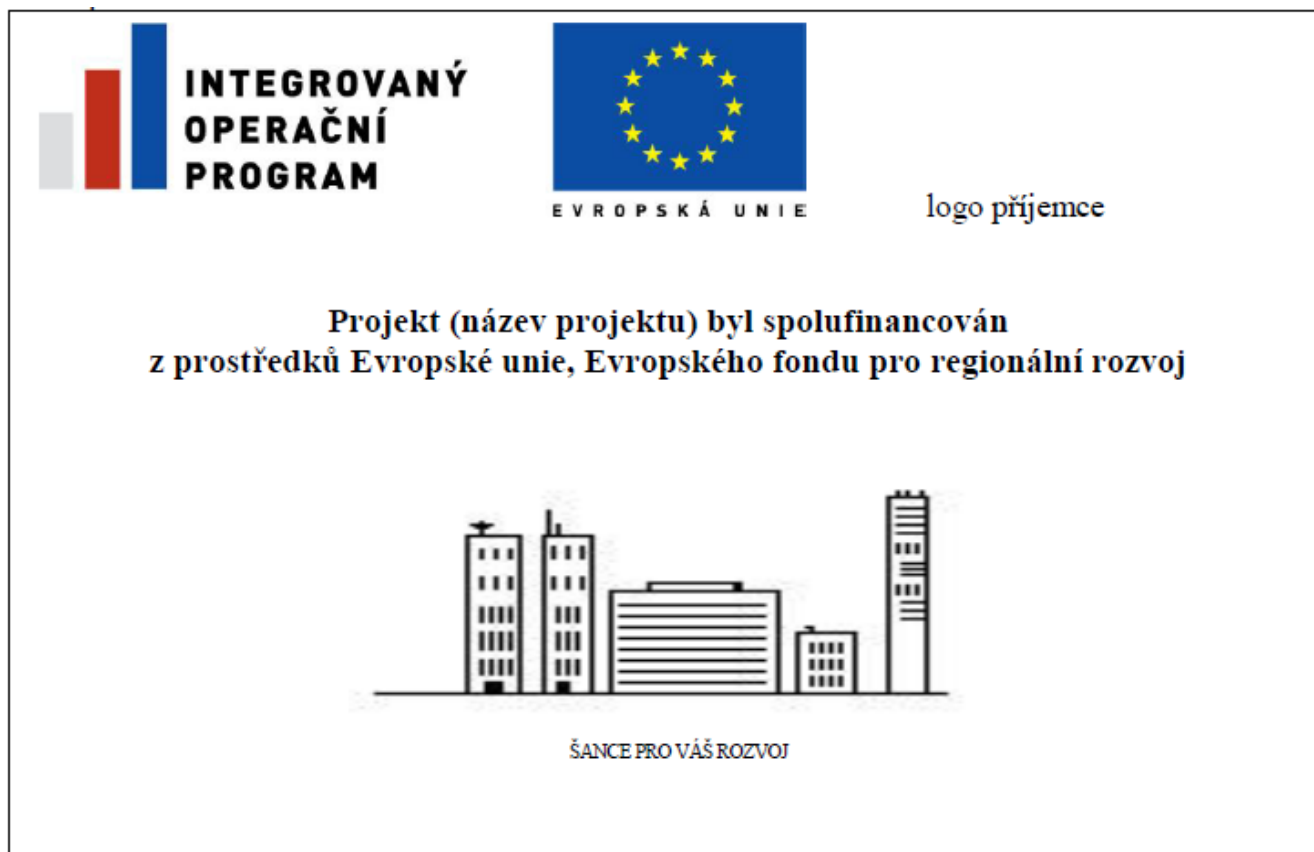 INTEGROVANÝ
OPERAČNÍ
PROGRAM
EVROPSKÁ UNIE
logo příjemce
Projekt (název projektu) byl spolufinancován
z prostředků Evropské unie, Evropského fondu pro regionální rozvoj
ŠANCE PRO VÁŠ ROZVOJ